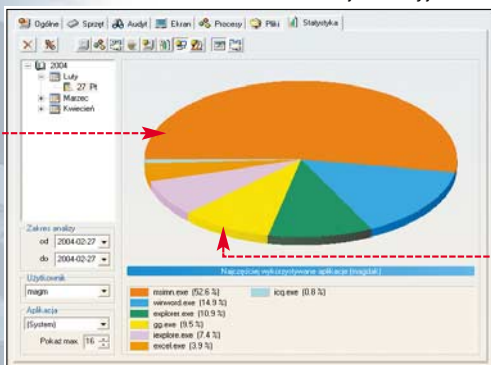 Ogólne Sprzęt Audyt Ekran Procesy Pliki Statystyka
2004
Luty
27 Pt
Marzec
Kwiecień
Zakres analizy
od 2004-02-27
do 2004-02-27
Użytkownik
magm
Aplikacja
(System)
Pokaż max. 16
Najczęściej wykorzystywane aplikacje (magdak)
msimn.exe (52.6 %)
winword.exe (14.9 %)
explorer.exe (10.9 %)
gg.exe (9.5 %)
iexplore.exe (7.4 %)
excel.exe (3.9 %)
icq.exe (0.8 %)